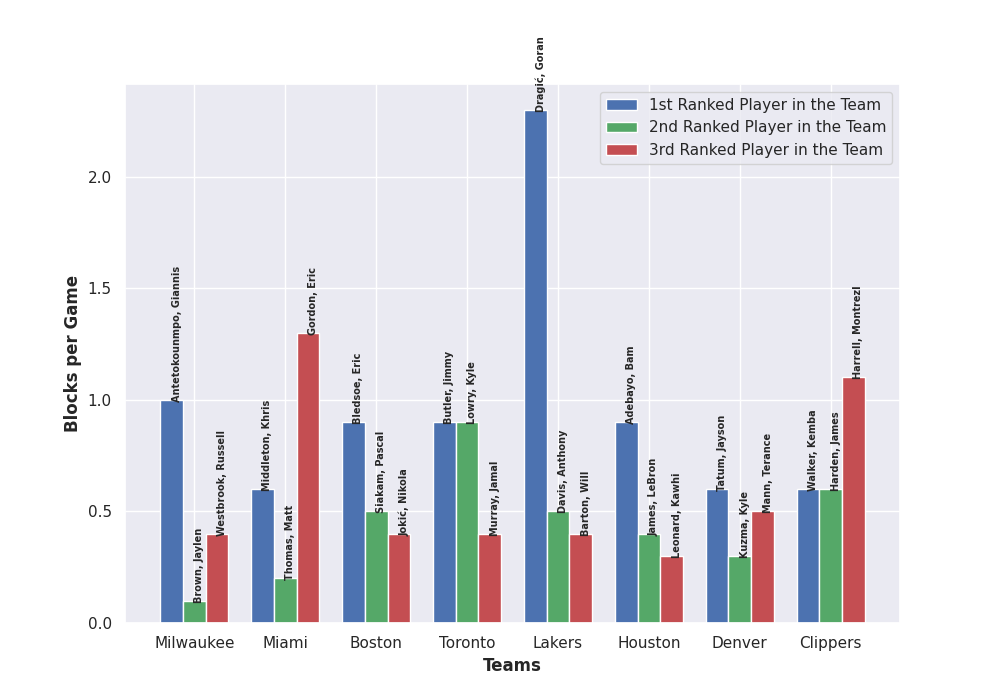 Dragić, Goran
1st Ranked Player in the Team
2nd Ranked Player in the Team
3rd Ranked Player in the Team
Blocks per Game
2.0
1.5
1.0
0.5
0.0
Antetokounmpo, Giannis
Brown, Jaylen
Westbrook, Russell
Middleton, Khris
Thomas, Matt
Gordon, Eric
Bledsoe, Eric
Siakam, Pascal
Jokić, Nikola
Butler, Jimmy
Lowry, Kyle
Murray, Jamal
Davis, Anthony
Barton, Will
Adebayo, Bam
James, LeBron
Leonard, Kawhi
Tatum, Jayson
Kuzma, Kyle
Mann, Terance
Walker, Kemba
Harden, James
Harrell, Montrezl
Milwaukee
Miami
Boston
Toronto
Lakers
Houston
Denver
Clippers
Teams